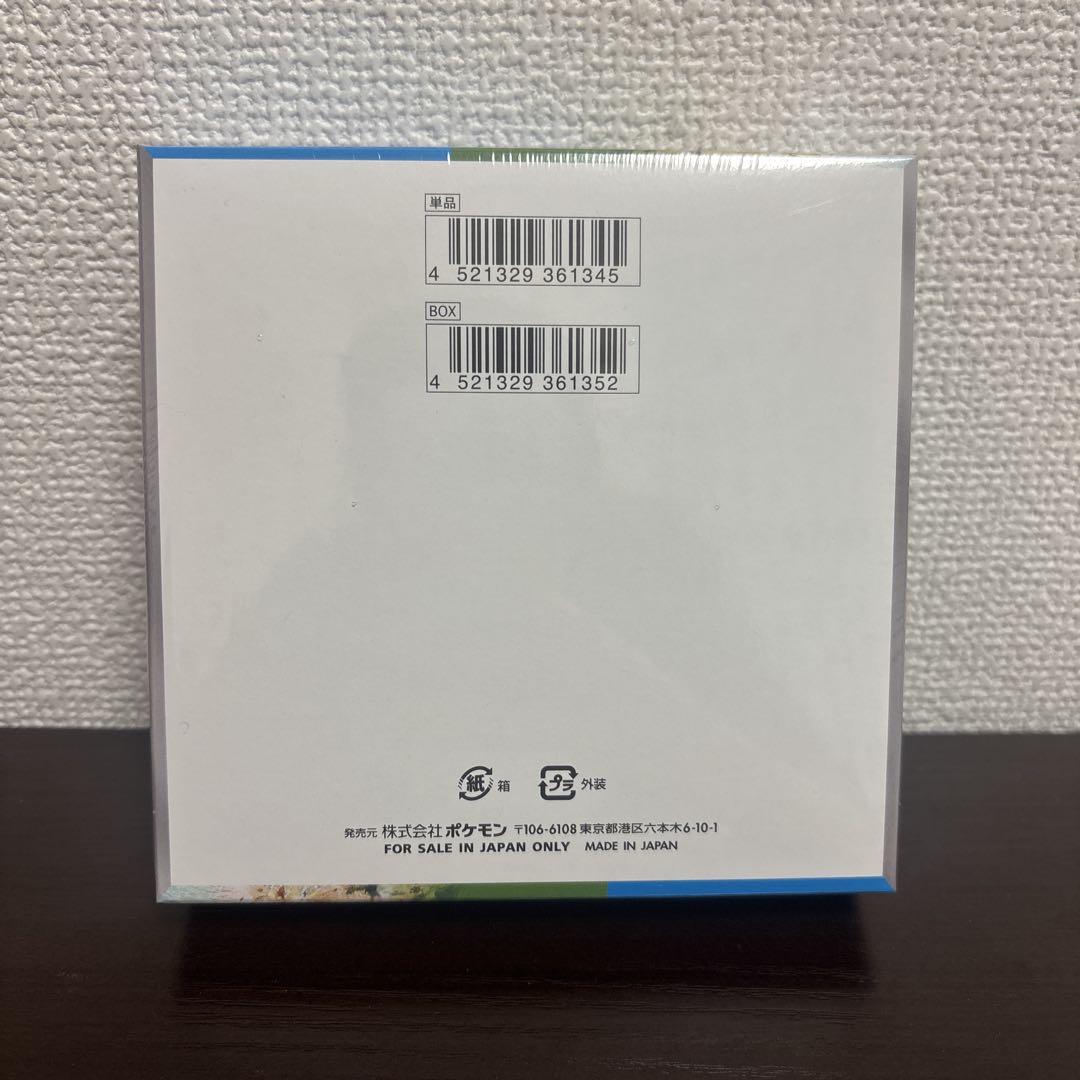 単品
4 521329 361345
BOX
4 521329 361352
紙 箱 プラ 外装
発売元 株式会社 ポケモン 〒106-6108 東京都港区六本木6-10-1
FOR SALE IN JAPAN ONLY MADE IN JAPAN